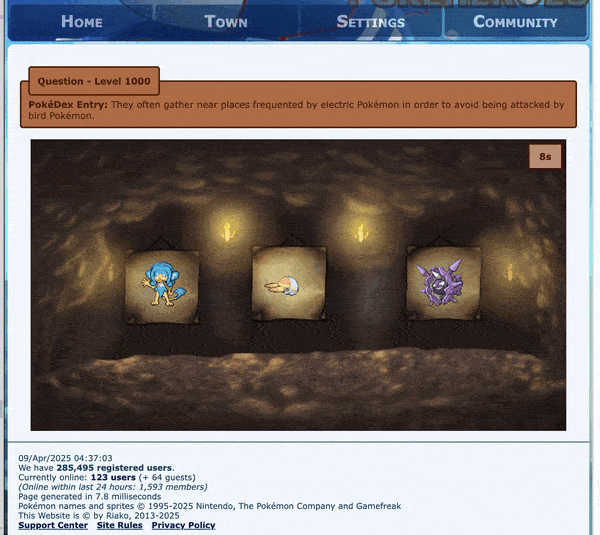 HOME
TOWN
SETTINGS
COMMUNITY
Question - Level 1000
PokéDex Entry: They often gather near places frequented by electric Pokémon in order to avoid being attacked by
bird Pokémon.
8s
09/Apr/2025 04:37:03
We have 285,495 registered users.
Currently online: 123 users (+ 64 guests)
(Online within last 24 hours: 1,593 members)
Page generated in 7.8 milliseconds
Pokémon names and sprites © 1995-2025 Nintendo, The Pokémon Company and Gamefreak
This Website is © by Riako, 2013-2025
Support Center Site Rules Privacy Policy